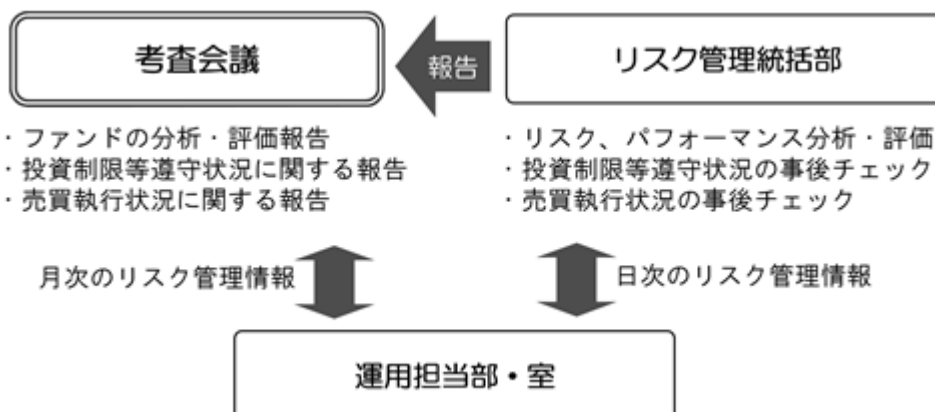 考査会議
報告
リスク管理統括部
・ファンドの分析・評価報告
・投資制限等遵守状況に関する報告
・売買執行状況に関する報告
・リスク、パフォーマンス分析・評価
・投資制限等遵守状況の事後チェック
・売買執行状況の事後チェック
月次のリスク管理情報
日次のリスク管理情報
運用担当部・室